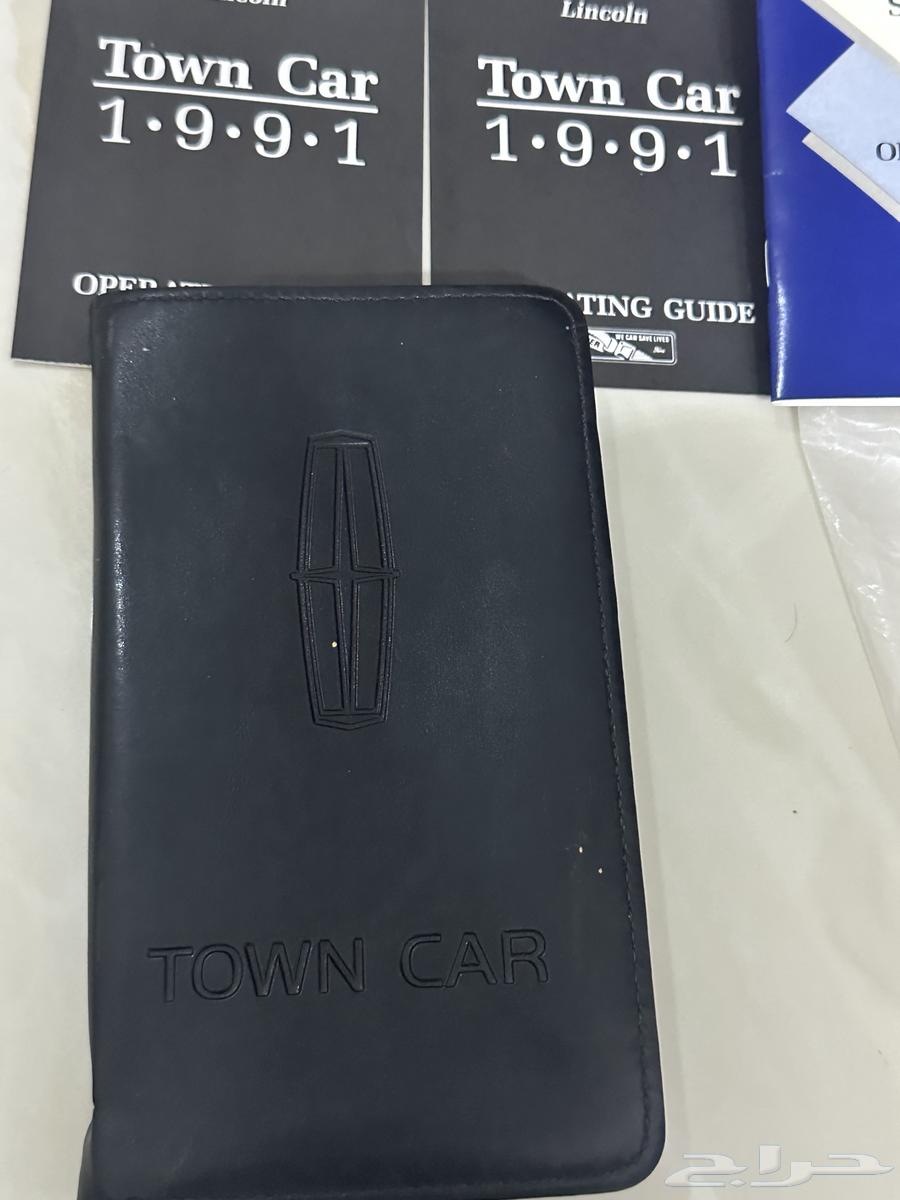 Lincoln
Town Car
1•9•9•1
Lincoln
Town Car
1•9•9•1
TING GUIDE
WE CAN SAVE LIVES
TOWN CAR
حراج